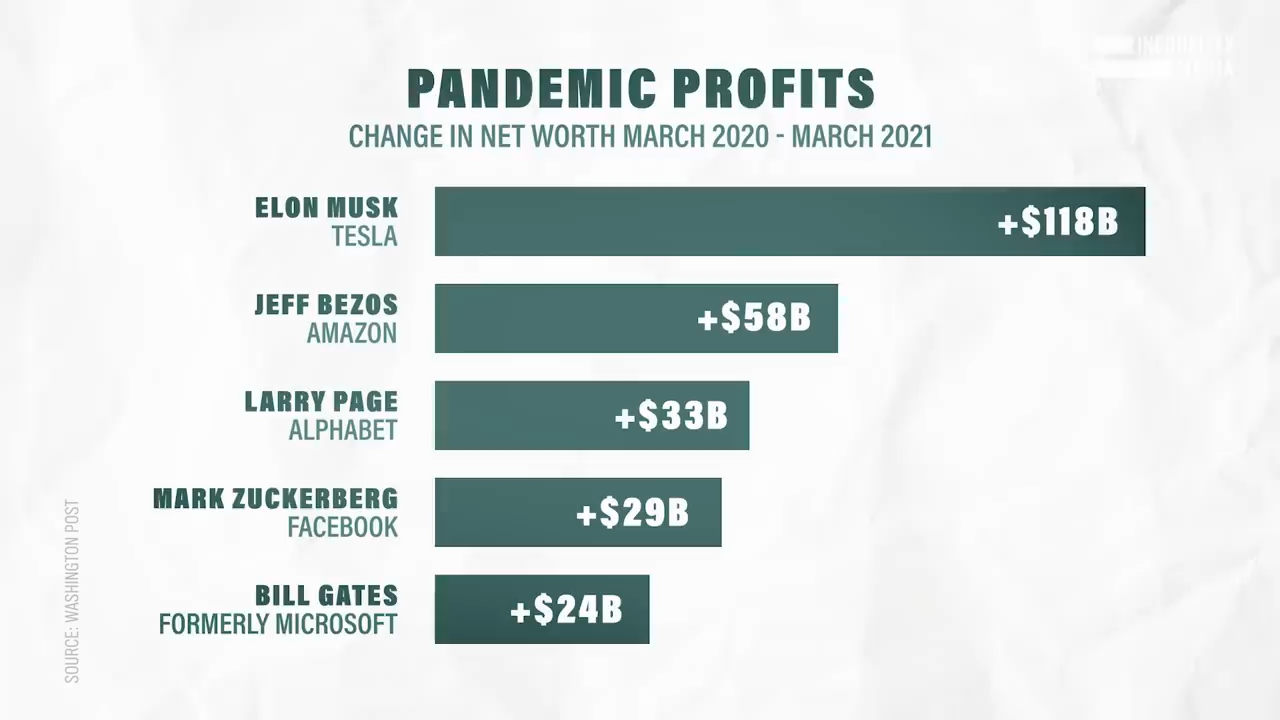 PANDEMIC PROFITS
CHANGE IN NET WORTH MARCH 2020 - MARCH 2021
ELON MUSK
TESLA
+$118B
JEFF BEZOS
AMAZON
+$58B
LARRY PAGE
ALPHABET
+$33B
MARK ZUCKERBERG
FACEBOOK
+$29B
BILL GATES
FORMERLY MICROSOFT
+$24B
SOURCE: WASHINGTON POST